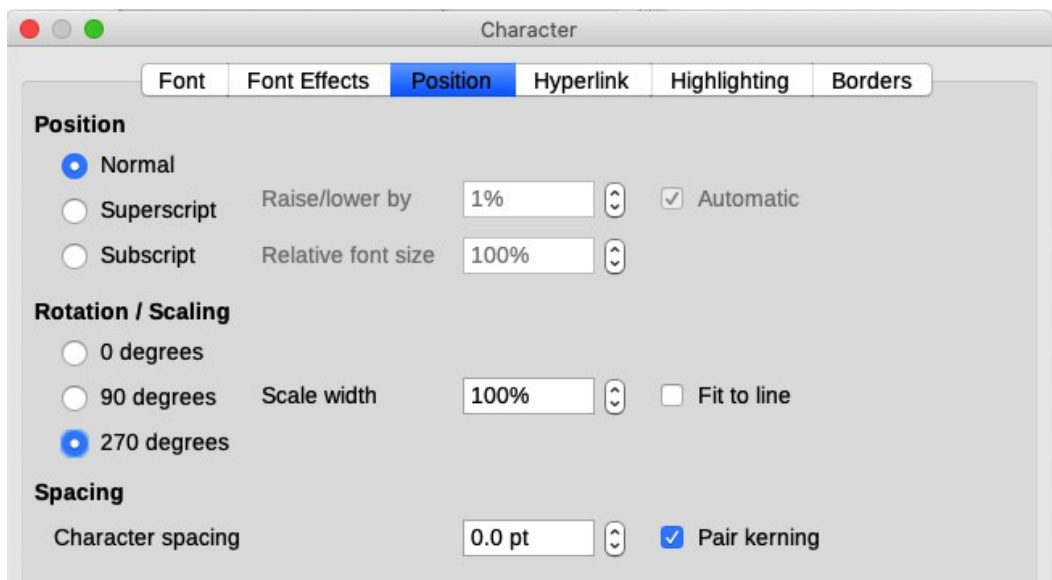 Character
Font Font Effects Position Hyperlink Highlighting Borders
Position
Normal
Superscript Raise/lower by 1% Automatic
Subscript Relative font size 100%
Rotation / Scaling
0 degrees
90 degrees Scale width 100% Fit to line
270 degrees
Spacing
Character spacing 0.0 pt Pair kerning